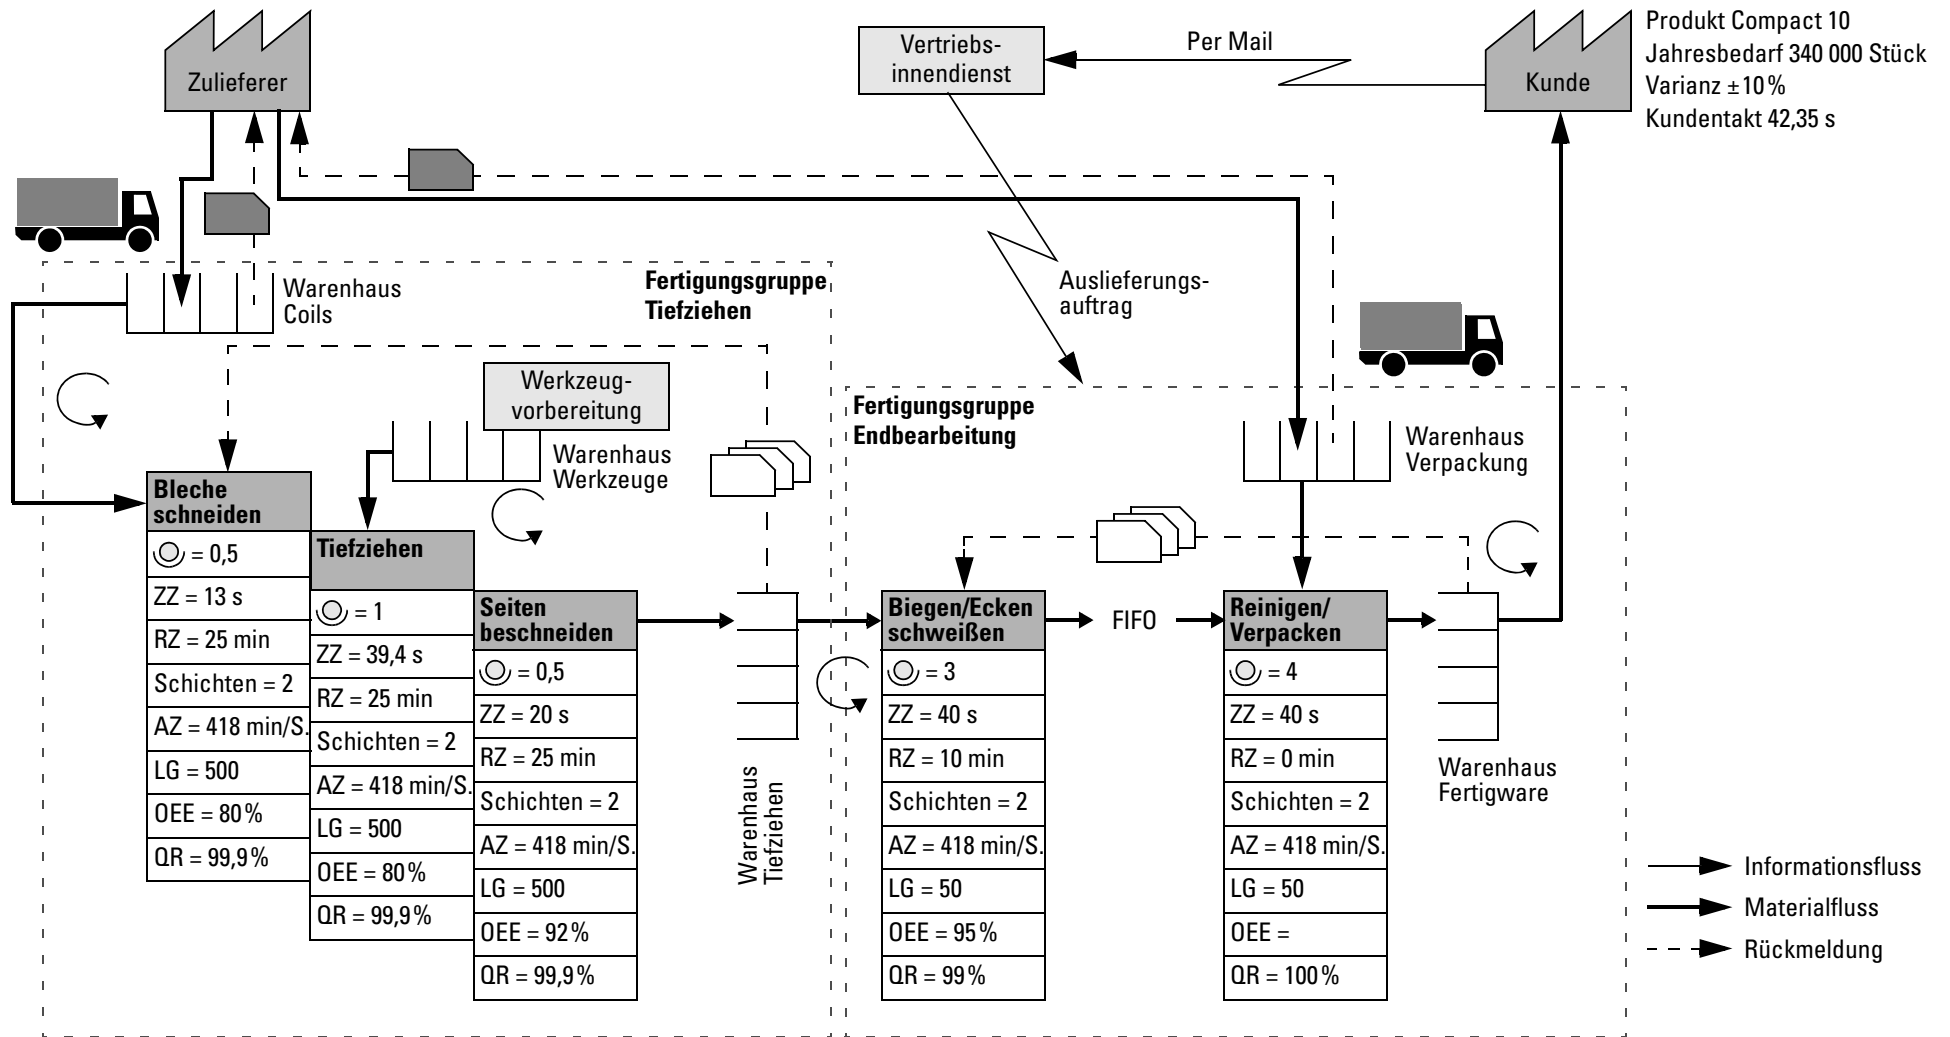 Zulieferer
Vertriebs-
innendienst
Per Mail
Kunde
Produkt Compact 10
Jahresbedarf 340 000 Stück
Varianz ±10%
Kundentakt 42,35 s
Warenhaus
Coils
Fertigungsgruppe
Tiefziehen
Auslieferungs-
auftrag
Werkzeug-
vorbereitung
Warenhaus
Werkzeuge
Fertigungsgruppe
Endbearbeitung
Warenhaus
Verpackung
Bleche
schneiden
= 0,5
ZZ = 13 s
RZ = 25 min
Schichten = 2
AZ = 418 min/S.
LG = 500
OEE = 80%
QR = 99,9%
Tiefziehen
= 1
ZZ = 39,4 s
RZ = 25 min
Schichten = 2
AZ = 418 min/S.
LG = 500
OEE = 80%
QR = 99,9%
Seiten
beschneiden
= 0,5
ZZ = 20 s
RZ = 25 min
Schichten = 2
AZ = 418 min/S.
LG = 500
OEE = 92%
QR = 99,9%
Warenhaus
Tiefziehen
Biegen/Ecken
schweißen
= 3
ZZ = 40 s
RZ = 10 min
Schichten = 2
AZ = 418 min/S.
LG = 50
OEE = 95%
QR = 99%
FIFO
Reinigen/
Verpacken
= 4
ZZ = 40 s
RZ = 0 min
Schichten = 2
AZ = 418 min/S.
LG = 50
OEE =
QR = 100%
Warenhaus
Fertigware
Informationsfluss
Materialfluss
Rückmeldung